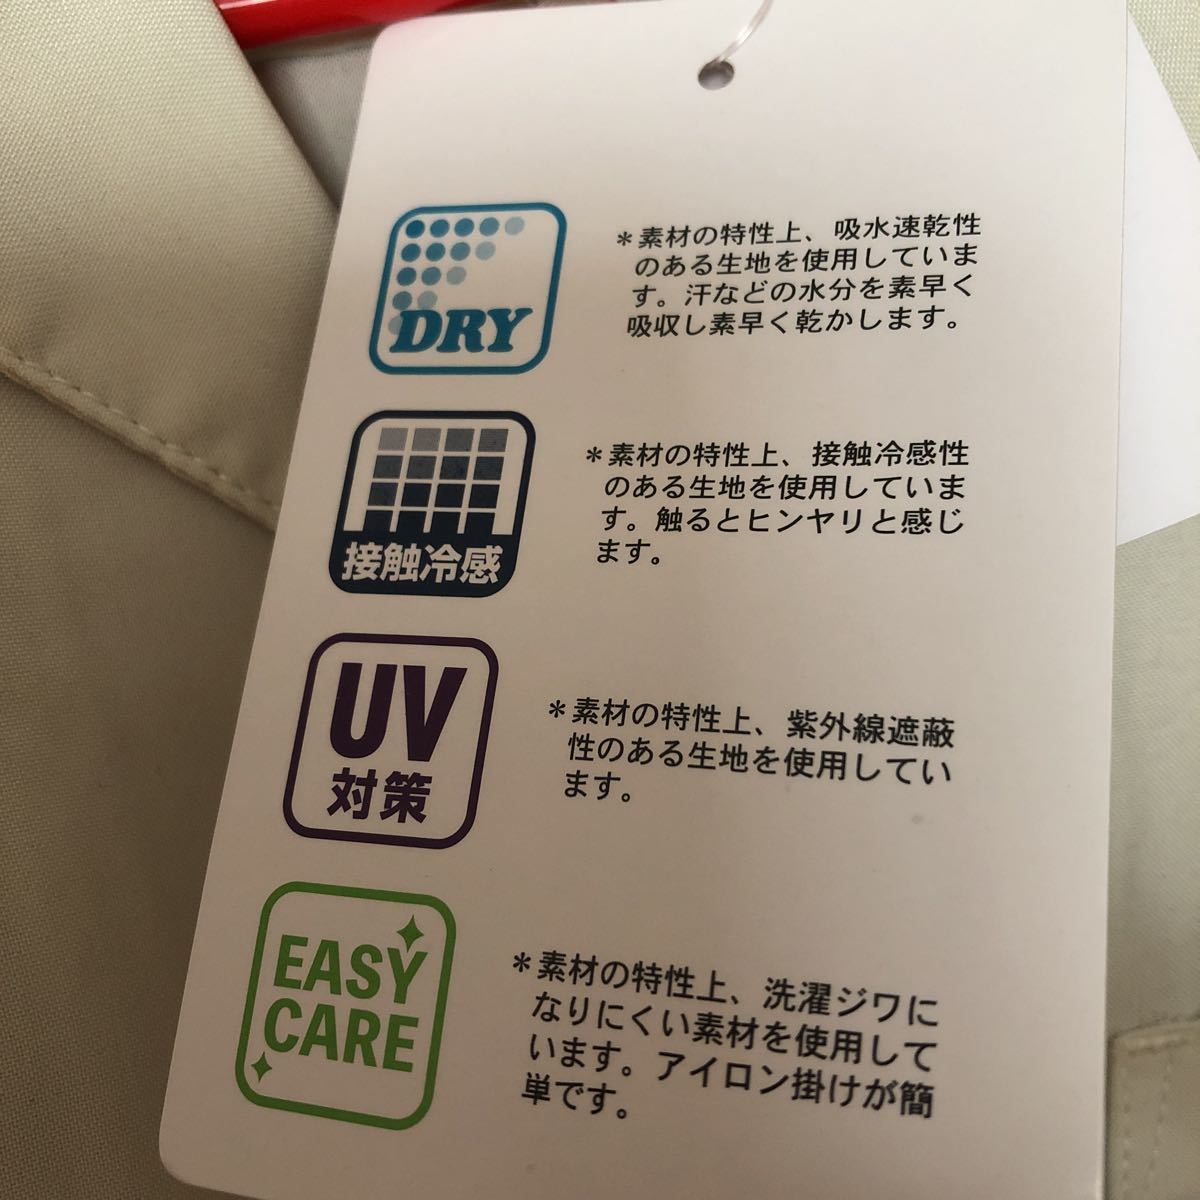 DRY
＊素材の特性上、吸水速乾性
のある生地を使用していま
す。汗などの水分を素早く
吸収し素早く乾かします。
接触冷感
＊素材の特性上、接触冷感性
のある生地を使用していま
す。触るとヒンヤリと感じ
ます。
UV
対策
＊素材の特性上、紫外線遮蔽
性のある生地を使用してい
ます。
EASY
CARE
＊素材の特性上、洗濯ジワに
なりにくい素材を使用して
います。アイロン掛けが簡
単です。